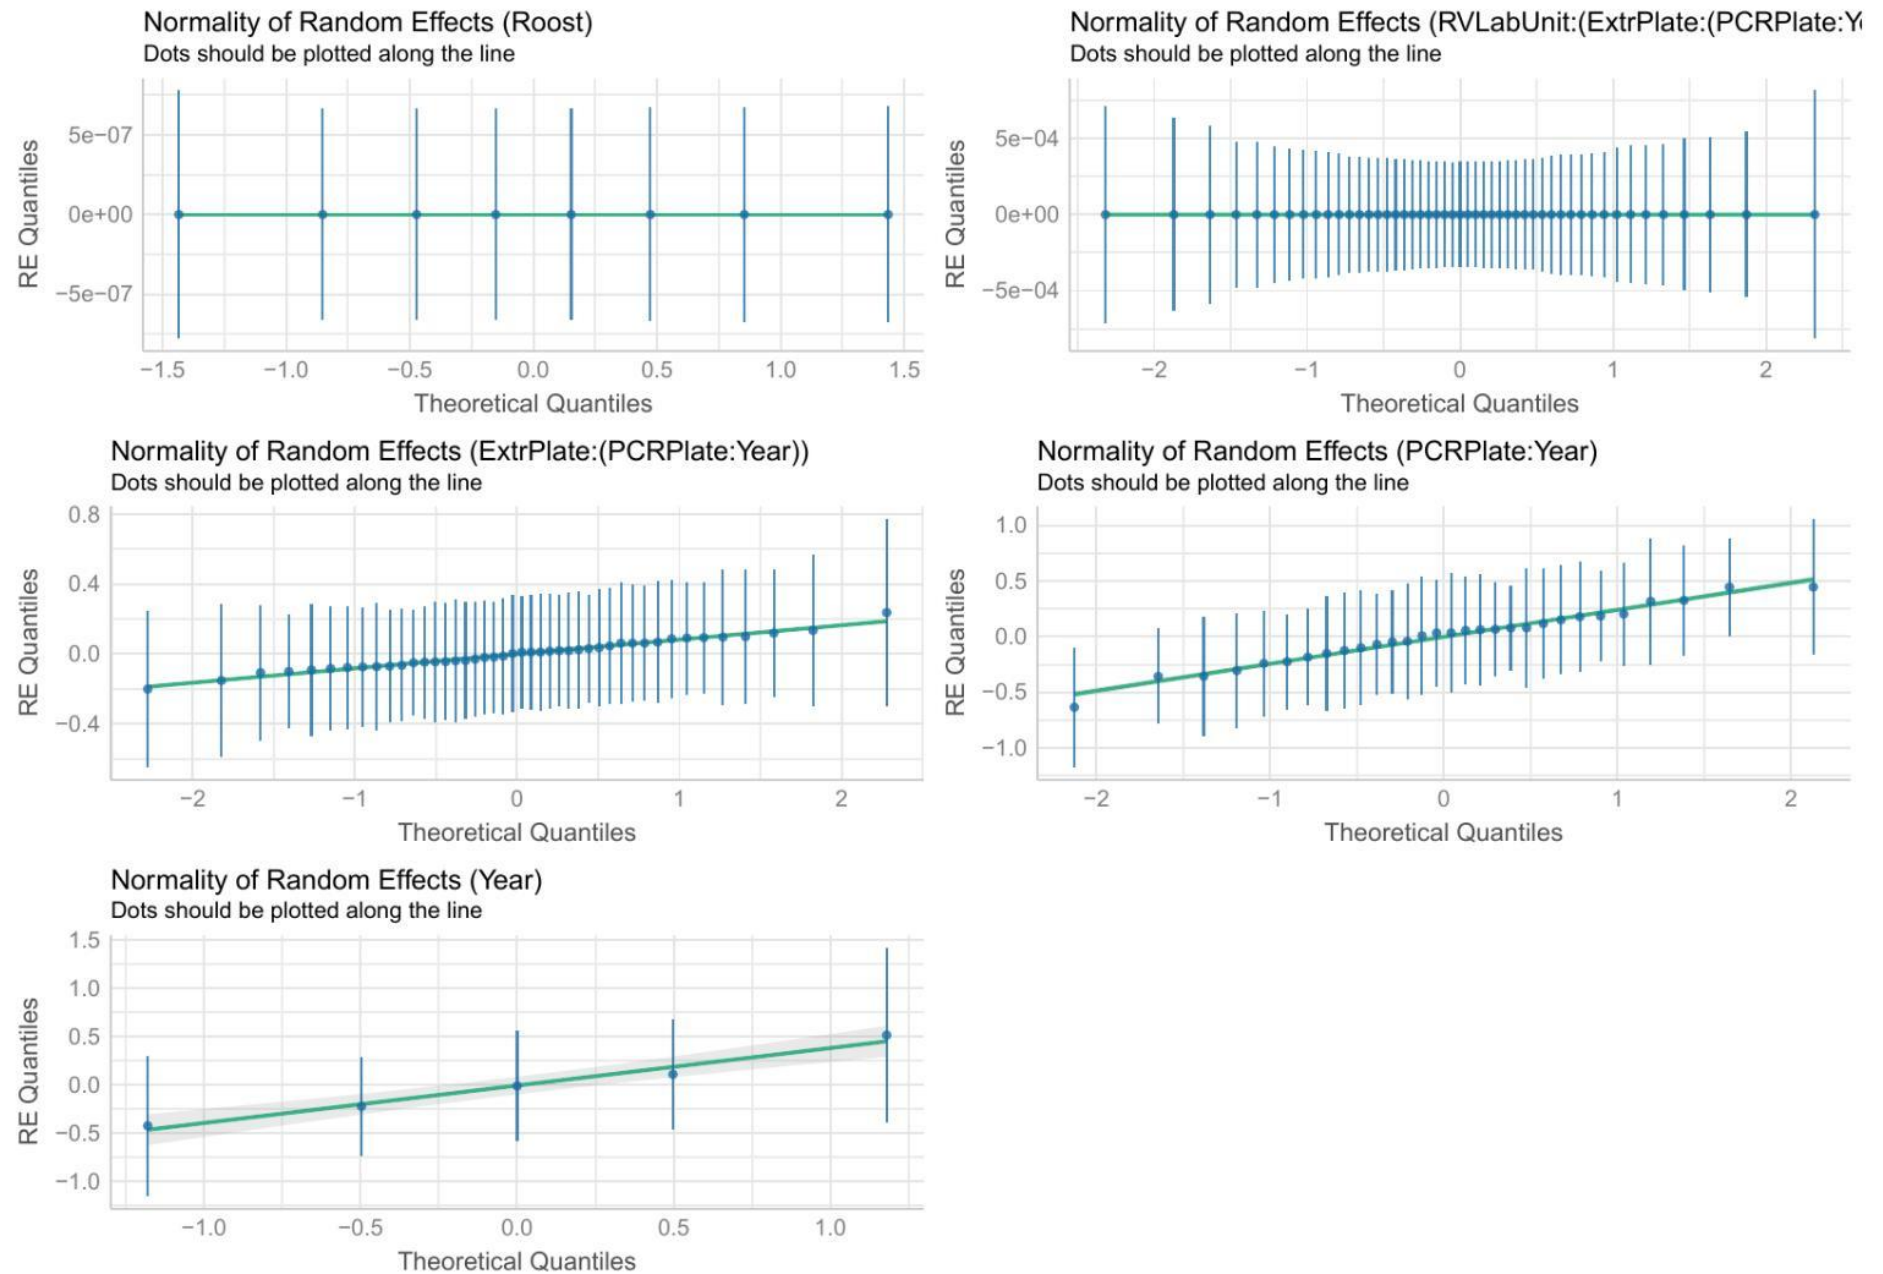 Normality of Random Effects (Roost)
Dots should be plotted along the line
RE Quantiles
5e−07
0e+00
−5e−07
−1.5 −1.0 −0.5 0.0 0.5 1.0 1.5
Theoretical Quantiles
Normality of Random Effects (RVLabUnit:(ExtrPlate:(PCRPlate:Y
Dots should be plotted along the line
RE Quantiles
5e−04
0e+00
−5e−04
−2 −1 0 1 2
Theoretical Quantiles
Normality of Random Effects (ExtrPlate:(PCRPlate:Year))
Dots should be plotted along the line
RE Quantiles
0.8
0.4
0.0
−0.4
−2 −1 0 1 2
Theoretical Quantiles
Normality of Random Effects (PCRPlate:Year)
Dots should be plotted along the line
RE Quantiles
1.0
0.5
0.0
−0.5
−1.0
−2 −1 0 1 2
Theoretical Quantiles
Normality of Random Effects (Year)
Dots should be plotted along the line
RE Quantiles
1.5
1.0
0.5
0.0
−0.5
−1.0
−1.0 −0.5 0.0 0.5 1.0
Theoretical Quantiles